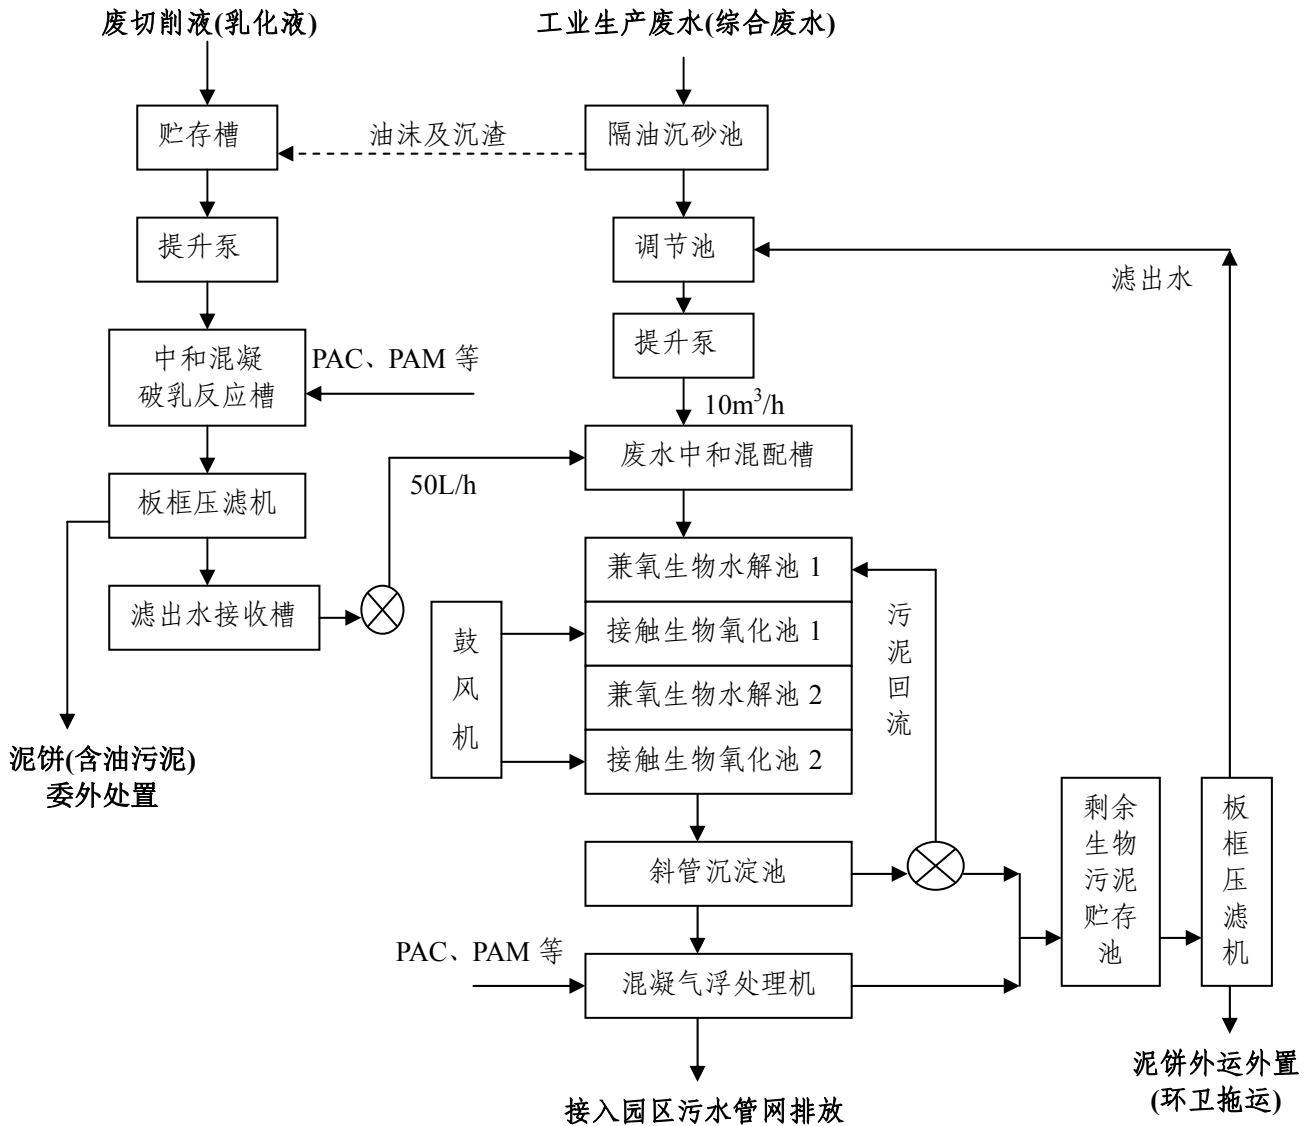 废切削液(乳化液)
工业生产废水(综合废水)
贮存槽
油沫及沉渣
隔油沉砂池
提升泵
调节池
滤出水
中和混凝
破乳反应槽
PAC、PAM 等
提升泵
10m³/h
废水中和混配槽
板框压滤机
50L/h
兼氧生物水解池 1
滤出水接收槽
鼓
风
机
接触生物氧化池 1
兼氧生物水解池 2
接触生物氧化池 2
污
泥
回
流
泥饼(含油污泥)
委外处置
斜管沉淀池
剩余
生物
污泥
贮存
池
板
框
压
滤
机
PAC、PAM 等
混凝气浮处理机
泥饼外运外置
(环卫拖运)
接入园区污水管网排放